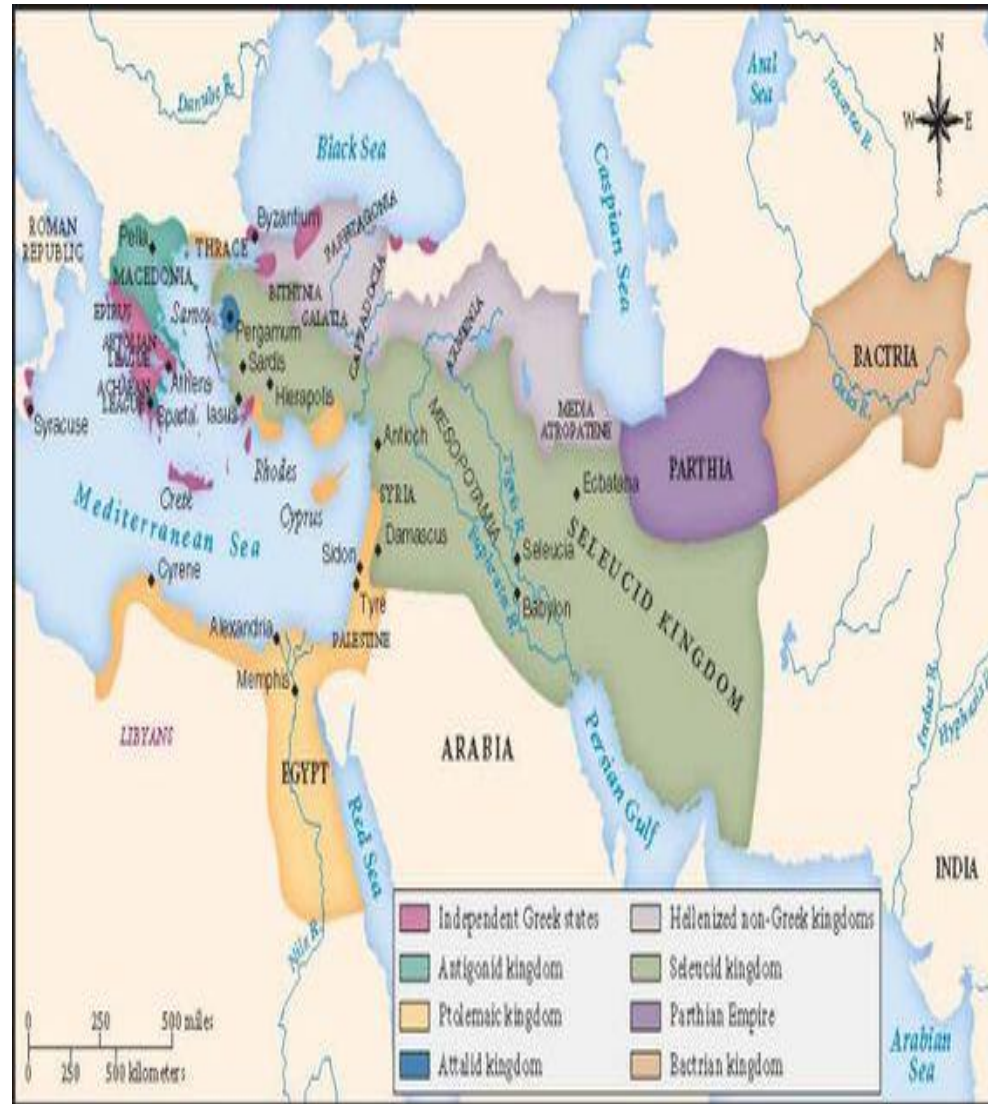 Danube R.
Black Sea
Aral
Sea
Jaxartes R.
N
W
E
S
Caspian Sea
ROMAN
REPUBLIC
Byzantium
PAPHLAGONIA
Pella
THRACE
MACEDONIA
BITHYNIA
GALATIA
CAPPADOCIA
ARMENIA
EPIRUS
Samos
Pergamum
AETOLIAN
LEAGUE
Sardis
ACHAEAN
LEAGUE
Athens
Hierapolis
Sparta
Iasus
Syracuse
Antioch
MESOPOTAMIA
Tigris R.
MEDIA
ATROPATENE
Ecbatana
PARTHIA
BACTRIA
Oxus R.
Rhodes
Crete
Cyprus
SYRIA
Mediterranean Sea
Damascus
Sidon
Tyre
Seleucia
Euphrates R.
Babylon
SELEUCID KINGDOM
Cyrene
Alexandria
PALESTINE
Memphis
LIBYANS
EGYPT
ARABIA
Red Sea
Persian Gulf
Nile R.
Indus R.
Hyphasis
INDIA
Arabian
Sea
Independent Greek states
Antigonid kingdom
Ptolemaic kingdom
Attalid kingdom
Hellenized non-Greek kingdoms
Seleucid kingdom
Parthian Empire
Bactrian kingdom
0 250 500 miles
0 250 500 kilometers